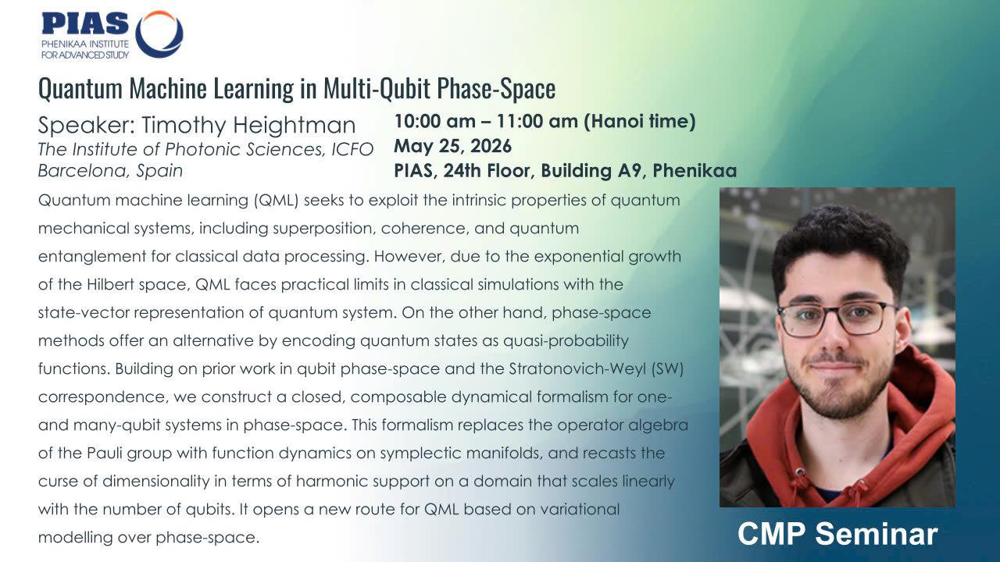 PIAS
PHENIKAA INSTITUTE
FOR ADVANCED STUDY
Quantum Machine Learning in Multi-Qubit Phase-Space
Speaker: Timothy Heightman
The Institute of Photonic Sciences, ICFO
Barcelona, Spain
10:00 am – 11:00 am (Hanoi time)
May 25, 2026
PIAS, 24th Floor, Building A9, Phenikaa
Quantum machine learning (QML) seeks to exploit the intrinsic properties of quantum
mechanical systems, including superposition, coherence, and quantum
entanglement for classical data processing. However, due to the exponential growth
of the Hilbert space, QML faces practical limits in classical simulations with the
state-vector representation of quantum system. On the other hand, phase-space
methods offer an alternative by encoding quantum states as quasi-probability
functions. Building on prior work in qubit phase-space and the Stratonovich-Weyl (SW)
correspondence, we construct a closed, composable dynamical formalism for one-
and many-qubit systems in phase-space. This formalism replaces the operator algebra
of the Pauli group with function dynamics on symplectic manifolds, and recasts the
curse of dimensionality in terms of harmonic support on a domain that scales linearly
with the number of qubits. It opens a new route for QML based on variational
modelling over phase-space.
CMP Seminar